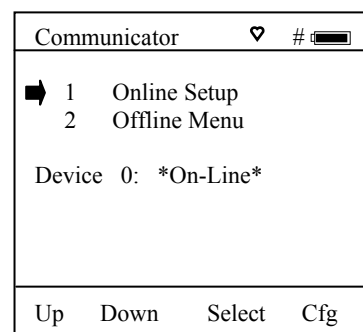 Communicator ♥ #
1 Online Setup
2 Offline Menu
Device 0: *On-Line*
Up Down Select Cfg